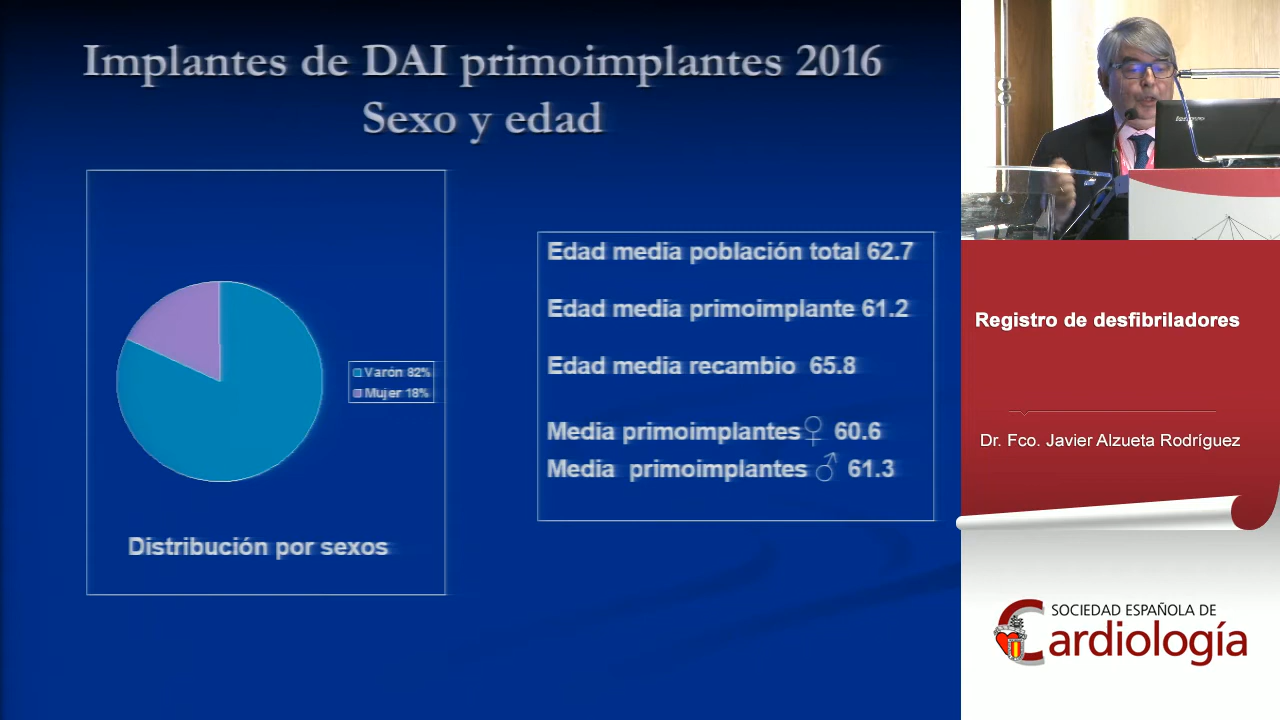 Implantes de DAI primoimplantes 2016
Sexo y edad
Varón 82%
Mujer 18%
Distribución por sexos
Edad media población total 62.7
Edad media primoimplante 61.2
Edad media recambio 65.8
Media primoimplantes♀ 60.6
Media primoimplantes ♂ 61.3
lenovo
Registro de desfibriladores
Dr. Fco. Javier Alzueta Rodríguez
SOCIEDAD ESPAÑOLA DE
Cardiología